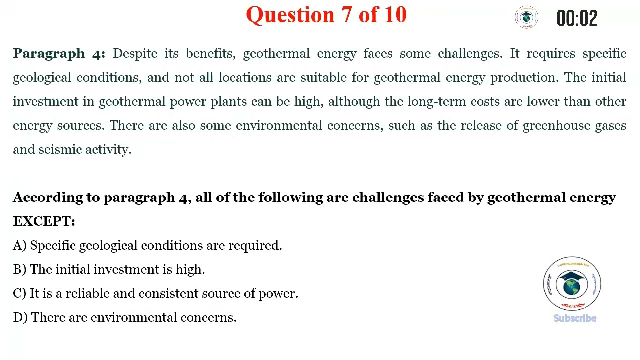 Question 7 of 10
00:02
Paragraph 4: Despite its benefits, geothermal energy faces some challenges. It requires specific
geological conditions, and not all locations are suitable for geothermal energy production. The initial
investment in geothermal power plants can be high, although the long-term costs are lower than other
energy sources. There are also some environmental concerns, such as the release of greenhouse gases
and seismic activity.
According to paragraph 4, all of the following are challenges faced by geothermal energy
EXCEPT:
A) Specific geological conditions are required.
B) The initial investment is high.
C) It is a reliable and consistent source of power.
D) There are environmental concerns.
Subscribe